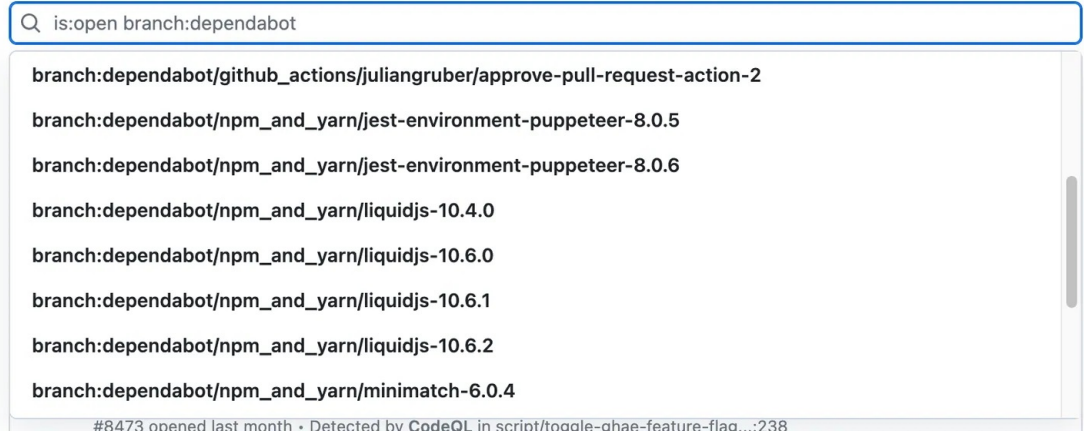 is:open branch:dependabot
branch:dependabot/github_actions/juliangruber/approve-pull-request-action-2
branch:dependabot/npm_and_yarn/jest-environment-puppeteer-8.0.5
branch:dependabot/npm_and_yarn/jest-environment-puppeteer-8.0.6
branch:dependabot/npm_and_yarn/liquidjs-10.4.0
branch:dependabot/npm_and_yarn/liquidjs-10.6.0
branch:dependabot/npm_and_yarn/liquidjs-10.6.1
branch:dependabot/npm_and_yarn/liquidjs-10.6.2
branch:dependabot/npm_and_yarn/minimatch-6.0.4
#8473 opened last month • Detected by CodeQL in script/toggle-ghae-feature-flag...:238